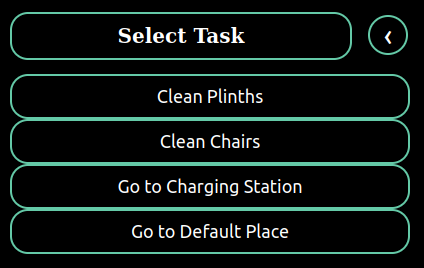 Select Task
‹
Clean Plinths
Clean Chairs
Go to Charging Station
Go to Default Place